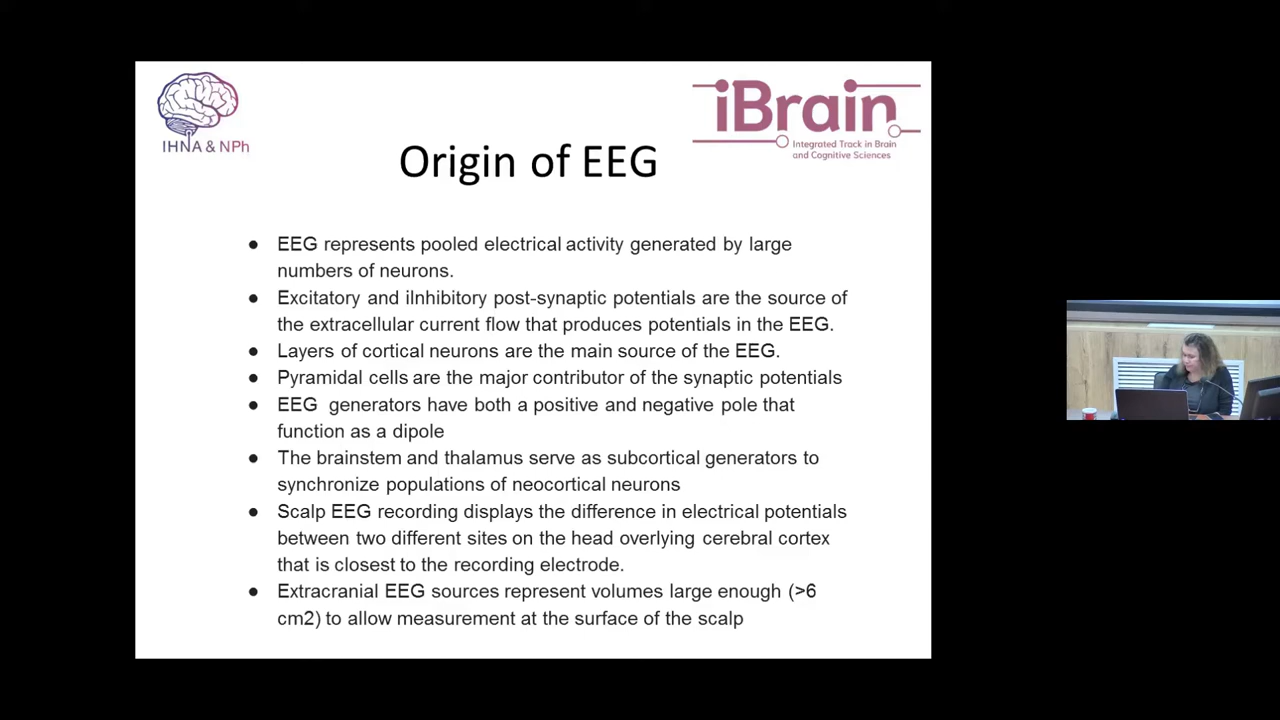 IHNA & NPh
iBrain
Integrated Track in Brain
and Cognitive Sciences
Origin of EEG
● EEG represents pooled electrical activity generated by large
numbers of neurons.
● Excitatory and iInhibitory post-synaptic potentials are the source of
the extracellular current flow that produces potentials in the EEG.
● Layers of cortical neurons are the main source of the EEG.
● Pyramidal cells are the major contributor of the synaptic potentials
● EEG generators have both a positive and negative pole that
function as a dipole
● The brainstem and thalamus serve as subcortical generators to
synchronize populations of neocortical neurons
● Scalp EEG recording displays the difference in electrical potentials
between two different sites on the head overlying cerebral cortex
that is closest to the recording electrode.
● Extracranial EEG sources represent volumes large enough (>6
cm2) to allow measurement at the surface of the scalp